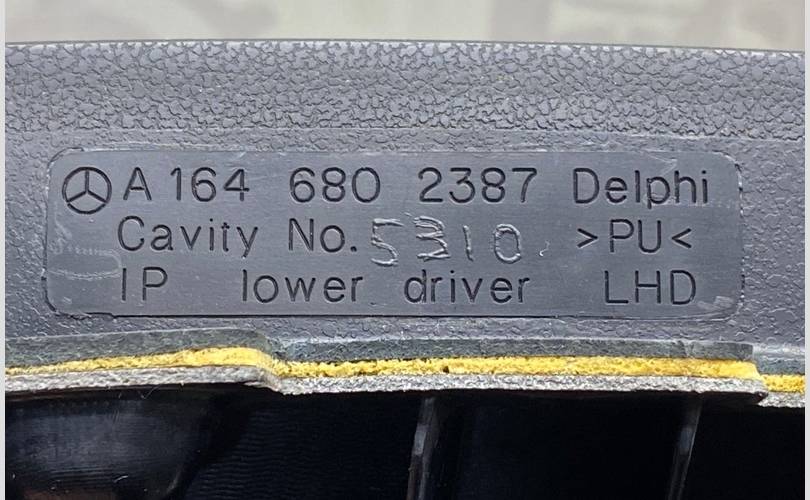 A 164 680 2387 Delphi
Cavity No. 5310 >PU<
IP lower driver LHD